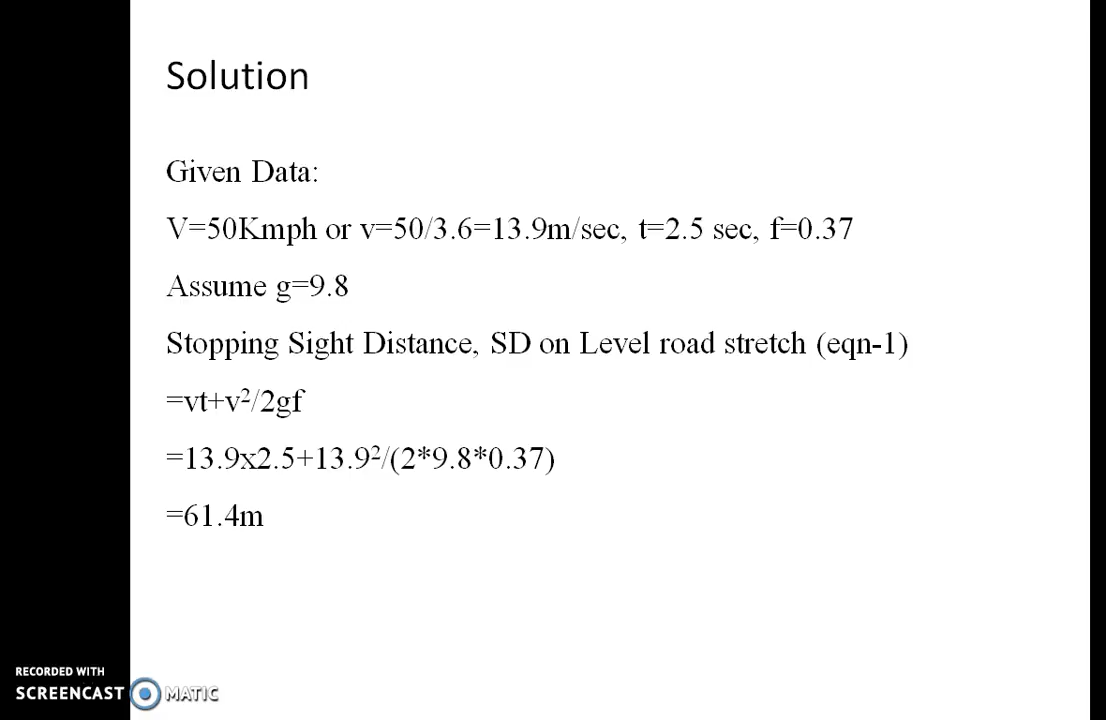 Solution
Given Data:
V=50Kmph or v=50/3.6=13.9m/sec, t=2.5 sec, f=0.37
Assume g=9.8
Stopping Sight Distance, SD on Level road stretch (eqn-1)
=vt+v²/2gf
=13.9x2.5+13.9²/(2*9.8*0.37)
=61.4m
RECORDED WITH
SCREENCAST MATIC